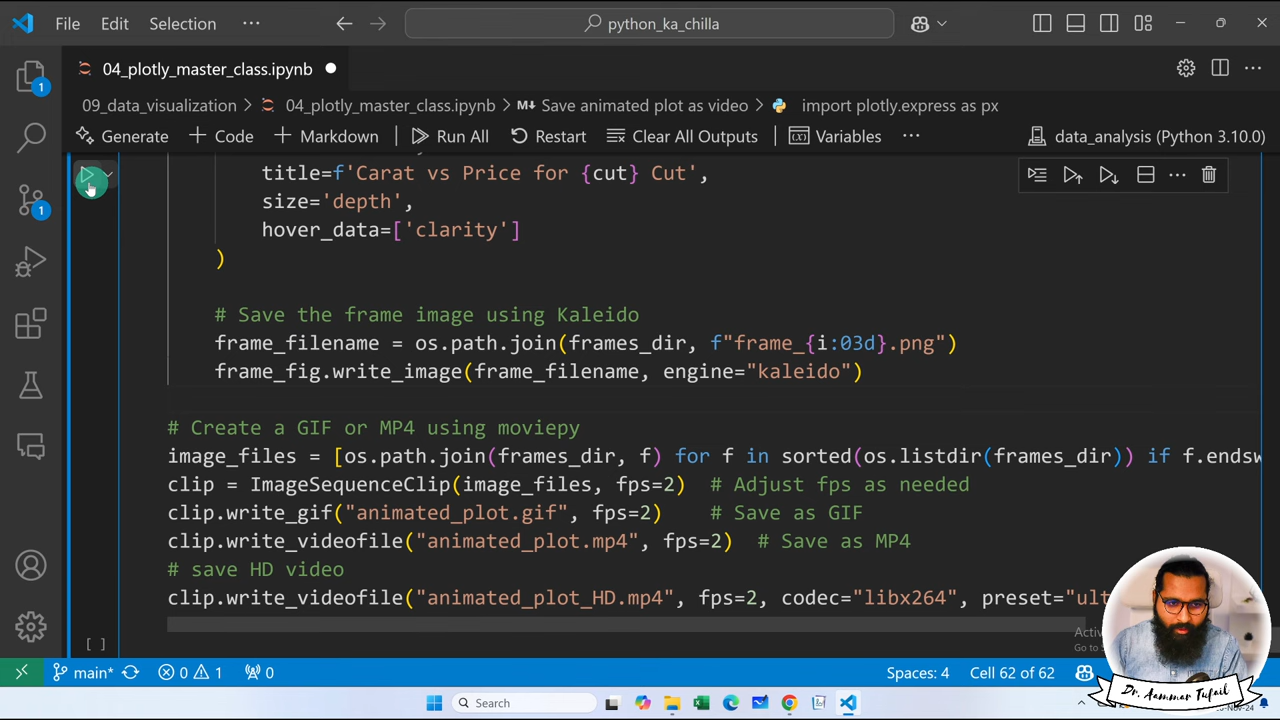 File Edit Selection ··· python_ka_chilla
04_plotly_master_class.ipynb
09_data_visualization > 04_plotly_master_class.ipynb > Save animated plot as video > import plotly.express as px
Generate + Code + Markdown Run All Restart Clear All Outputs Variables ··· data_analysis (Python 3.10.0)
title=f'Carat vs Price for {cut} Cut',
size='depth',
hover_data=['clarity']
)
# Save the frame image using Kaleido
frame_filename = os.path.join(frames_dir, f"frame_{i:03d}.png")
frame_fig.write_image(frame_filename, engine="kaleido")
# Create a GIF or MP4 using moviepy
image_files = [os.path.join(frames_dir, f) for f in sorted(os.listdir(frames_dir)) if f.endsw
clip = ImageSequenceClip(image_files, fps=2) # Adjust fps as needed
clip.write_gif("animated_plot.gif", fps=2) # Save as GIF
clip.write_videofile("animated_plot.mp4", fps=2) # Save as MP4
# save HD video
clip.write_videofile("animated_plot_HD.mp4", fps=2, codec="libx264", preset="ult
[ ]
Activ
Go to S
main* 0 1 0 Spaces: 4 Cell 62 of 62
Dr. Aammar Tufail
Search
-Nov-24